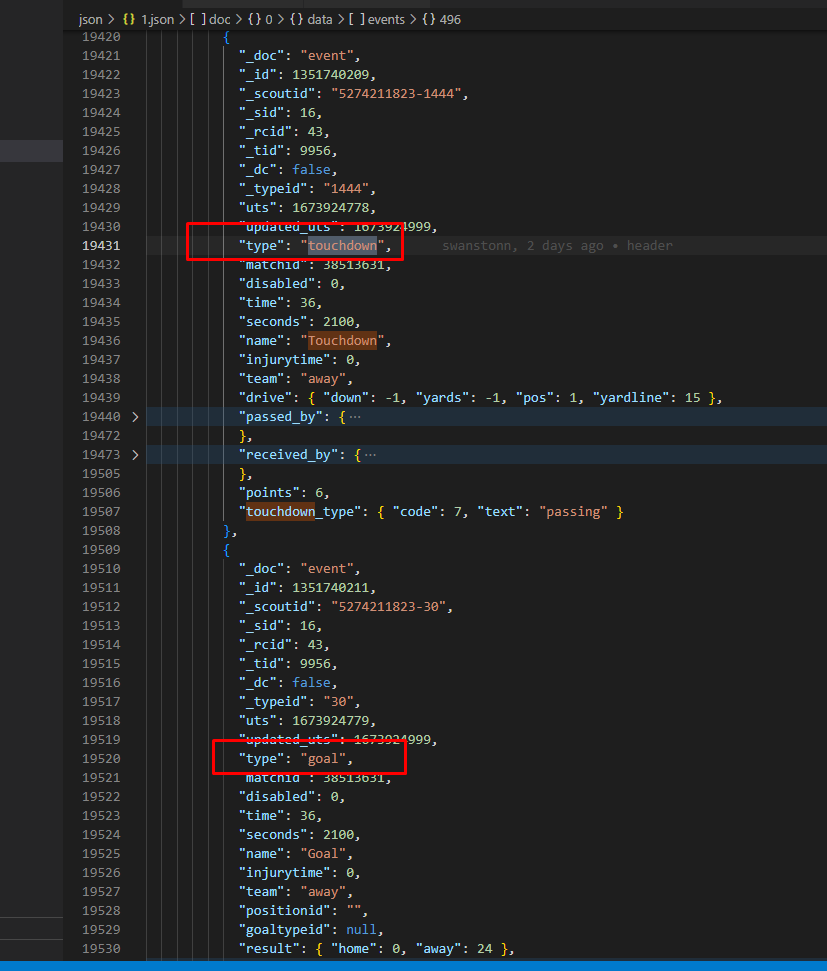 json > {} 1.json > [ ] doc > {} 0 > {} data > [ ] events > {} 496
19420 {
19421 "_doc": "event",
19422 "_id": 1351740209,
19423 "_scoutid": "5274211823-1444",
19424 "_sid": 16,
19425 "_rcid": 43,
19426 "_tid": 9956,
19427 "_dc": false,
19428 "_typeid": "1444",
19429 "uts": 1673924778,
19430 "updated_uts": 1673924999,
19431 "type": "touchdown", swanstonn, 2 days ago • header
19432 "matchid": 38513631,
19433 "disabled": 0,
19434 "time": 36,
19435 "seconds": 2100,
19436 "name": "Touchdown",
19437 "injurytime": 0,
19438 "team": "away",
19439 "drive": { "down": -1, "yards": -1, "pos": 1, "yardline": 15 },
19440 > "passed_by": { ···
19472 },
19473 > "received_by": { ···
19505 },
19506 "points": 6,
19507 "touchdown_type": { "code": 7, "text": "passing" }
19508 },
19509 {
19510 "_doc": "event",
19511 "_id": 1351740211,
19512 "_scoutid": "5274211823-30",
19513 "_sid": 16,
19514 "_rcid": 43,
19515 "_tid": 9956,
19516 "_dc": false,
19517 "_typeid": "30",
19518 "uts": 1673924779,
19519 "updated_uts": 1673924999,
19520 "type": "goal",
19521 "matchid": 38513631,
19522 "disabled": 0,
19523 "time": 36,
19524 "seconds": 2100,
19525 "name": "Goal",
19526 "injurytime": 0,
19527 "team": "away",
19528 "positionid": "",
19529 "goaltypeid": null,
19530 "result": { "home": 0, "away": 24 },